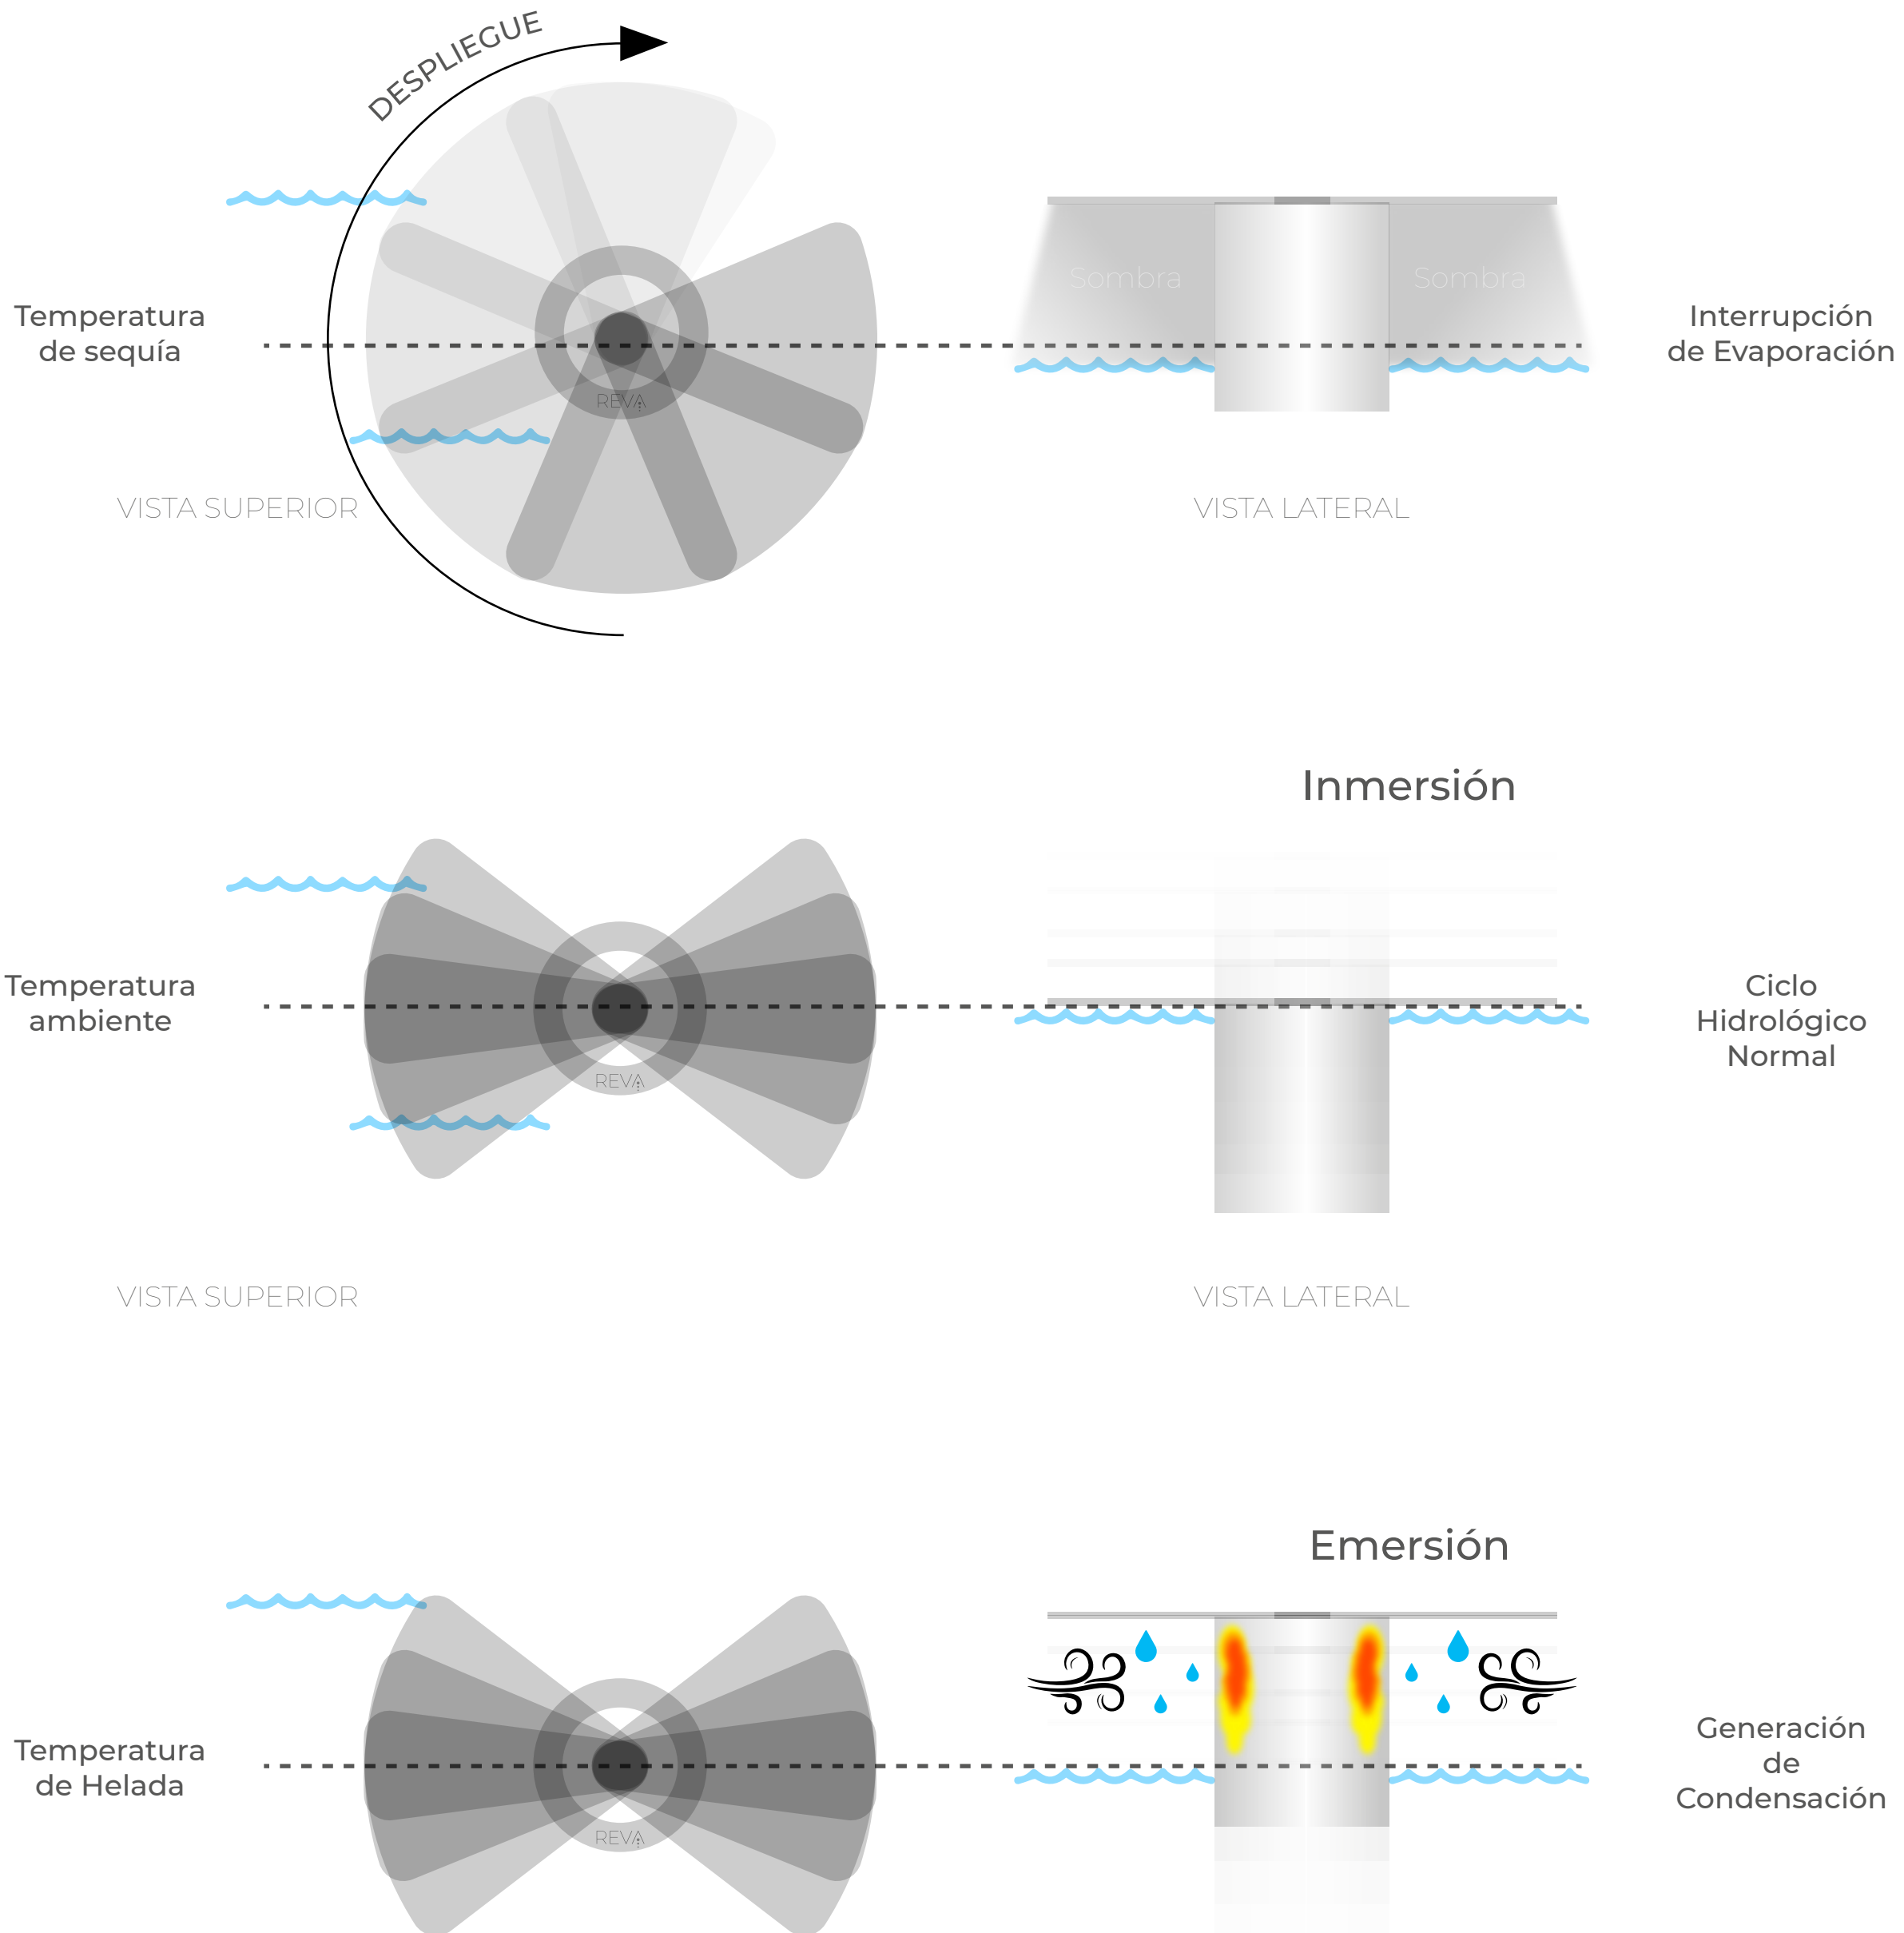 DESPLIEGUE
Temperatura
de sequía
REVA
Sombra
Sombra
Interrupción
de Evaporación
VISTA SUPERIOR
VISTA LATERAL
Inmersión
Temperatura
ambiente
REVA
Ciclo
Hidrológico
Normal
VISTA SUPERIOR
VISTA LATERAL
Emersión
Temperatura
de Helada
REVA
Generación
de
Condensación